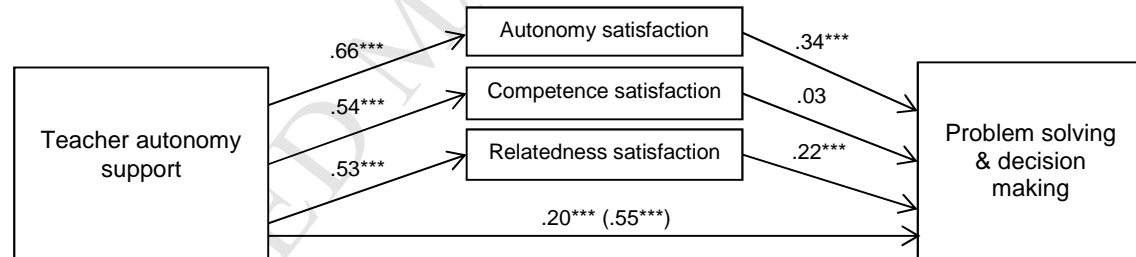 Autonomy satisfaction
.66***
.34***
Competence satisfaction
.54***
.03
Teacher autonomy
support
Problem solving
& decision
making
Relatedness satisfaction
.53***
.22***
.20*** (.55***)